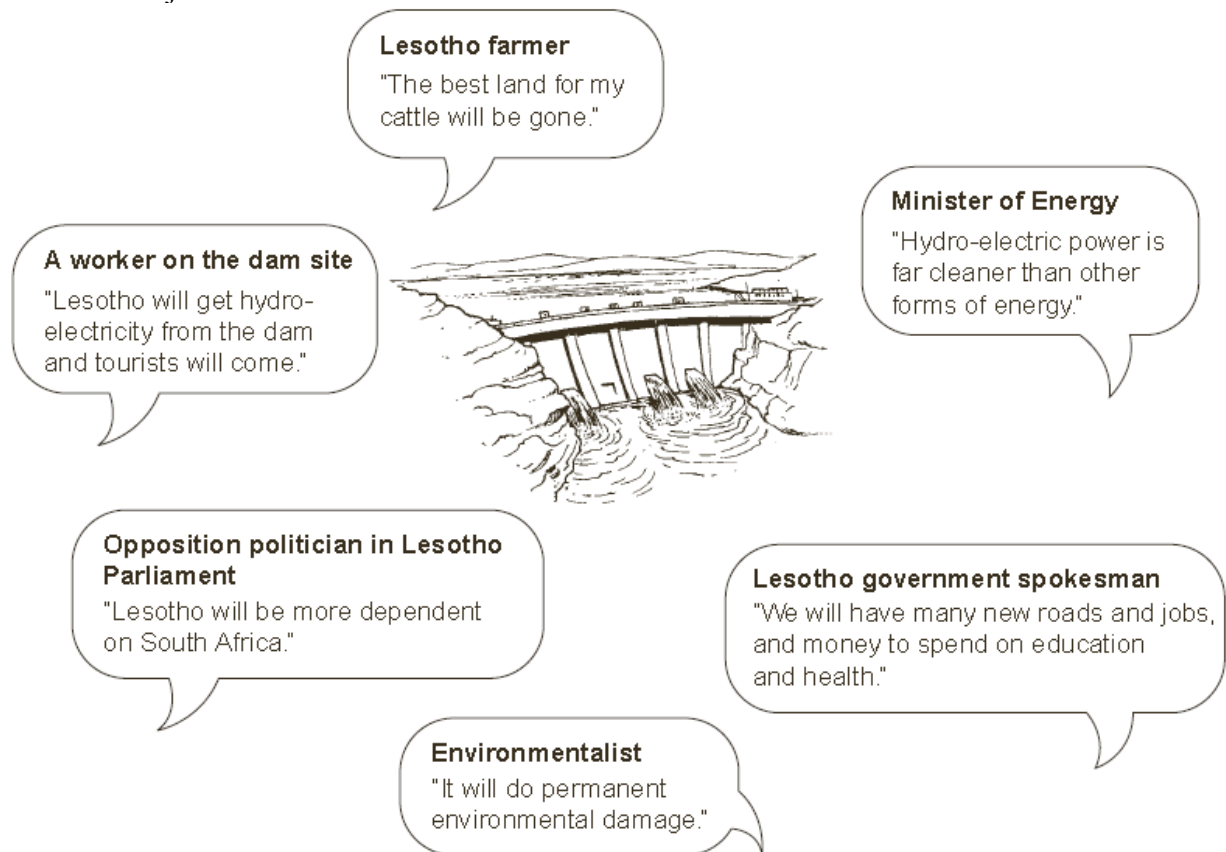 Lesotho farmer
"The best land for my
cattle will be gone."
Minister of Energy
"Hydro-electric power is
far cleaner than other
forms of energy."
A worker on the dam site
"Lesotho will get hydro-
electricity from the dam
and tourists will come."
Opposition politician in Lesotho
Parliament
"Lesotho will be more dependent
on South Africa."
Lesotho government spokesman
"We will have many new roads and jobs,
and money to spend on education
and health."
Environmentalist
"It will do permanent
environmental damage."